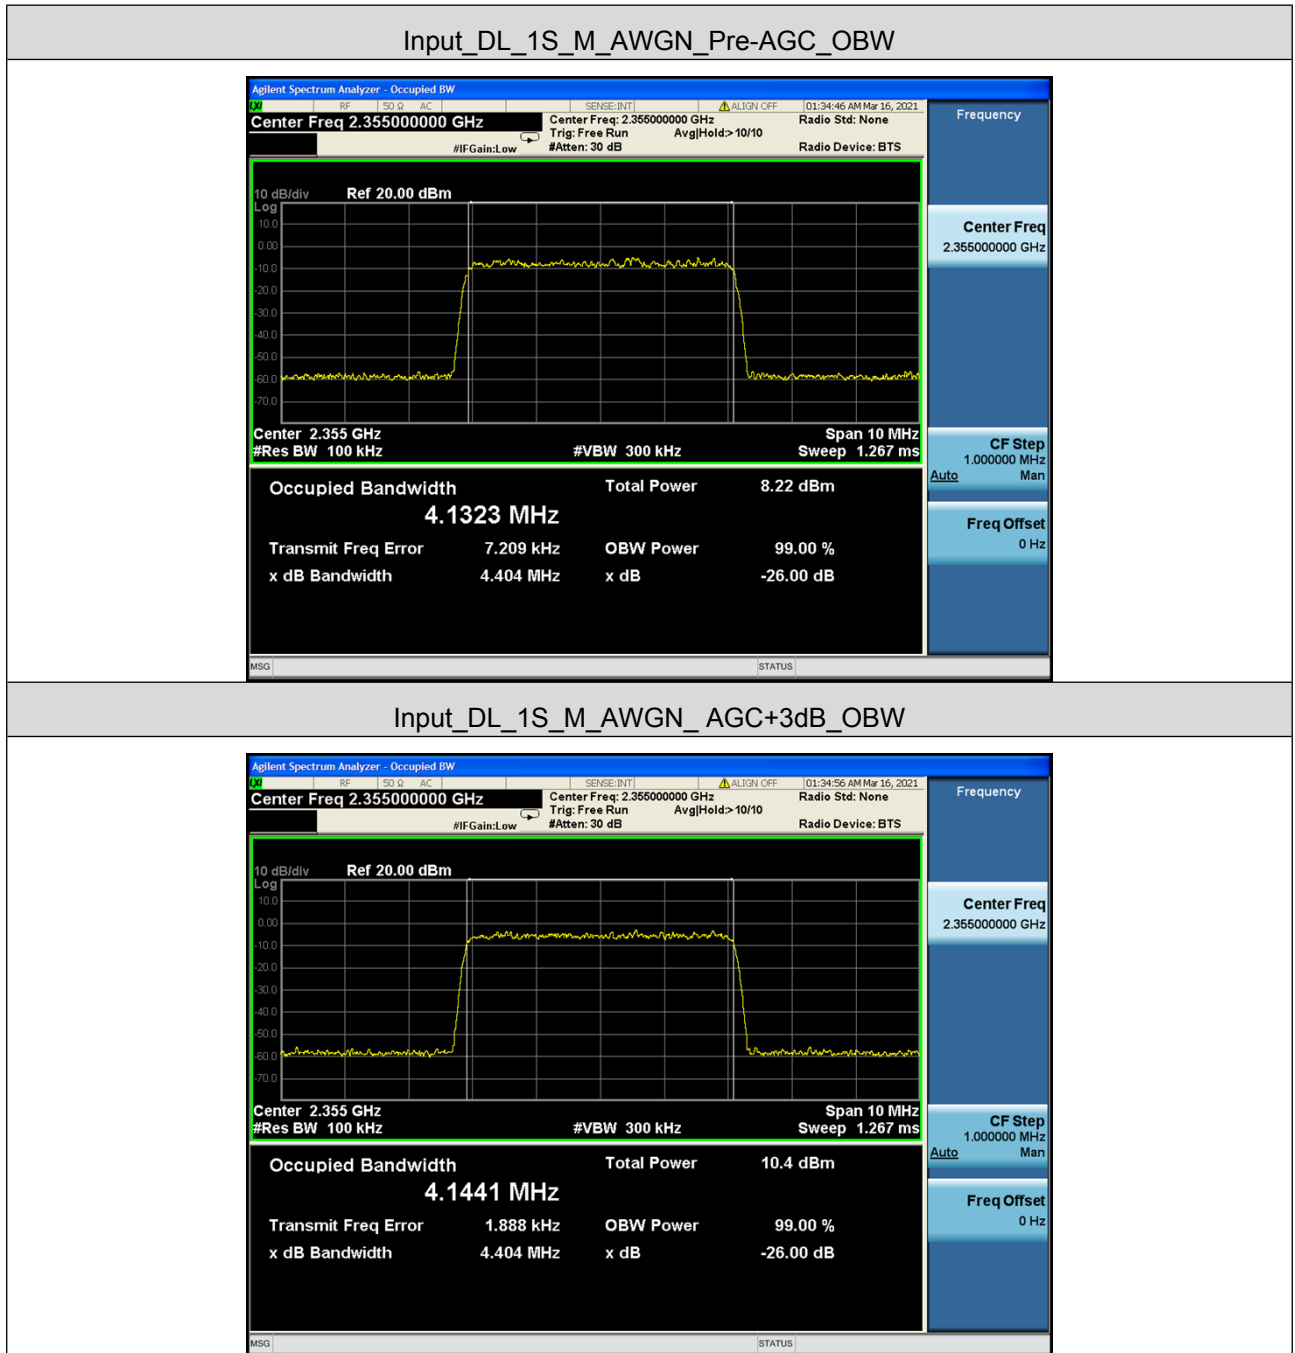 Input_DL_1S_M_AWGN_Pre-AGC_OBW
Agilent Spectrum Analyzer - Occupied BW
LXI RF 50 Ω AC SENSE:INT ALIGN OFF 01:34:46 AM Mar 16, 2021
Center Freq 2.355000000 GHz
Center Freq: 2.355000000 GHz
Radio Std: None
Trig: Free Run Avg|Hold:> 10/10
#IFGain:Low
#Atten: 30 dB
Radio Device: BTS
10 dB/div Ref 20.00 dBm
Log
10.0
0.00
-10.0
-20.0
-30.0
-40.0
-50.0
-60.0
-70.0
Center 2.355 GHz Span 10 MHz
#Res BW 100 kHz #VBW 300 kHz Sweep 1.267 ms
Occupied Bandwidth Total Power 8.22 dBm
4.1323 MHz
Transmit Freq Error 7.209 kHz OBW Power 99.00 %
x dB Bandwidth 4.404 MHz x dB -26.00 dB
MSG STATUS
Frequency
Center Freq
2.355000000 GHz
CF Step
1.000000 MHz
Auto Man
Freq Offset
0 Hz
Input_DL_1S_M_AWGN_ AGC+3dB_OBW
Agilent Spectrum Analyzer - Occupied BW
LXI RF 50 Ω AC SENSE:INT ALIGN OFF 01:34:56 AM Mar 16, 2021
Center Freq 2.355000000 GHz
Center Freq: 2.355000000 GHz
Radio Std: None
Trig: Free Run Avg|Hold:> 10/10
#IFGain:Low
#Atten: 30 dB
Radio Device: BTS
10 dB/div Ref 20.00 dBm
Log
10.0
0.00
-10.0
-20.0
-30.0
-40.0
-50.0
-60.0
-70.0
Center 2.355 GHz Span 10 MHz
#Res BW 100 kHz #VBW 300 kHz Sweep 1.267 ms
Occupied Bandwidth Total Power 10.4 dBm
4.1441 MHz
Transmit Freq Error 1.888 kHz OBW Power 99.00 %
x dB Bandwidth 4.404 MHz x dB -26.00 dB
MSG STATUS
Frequency
Center Freq
2.355000000 GHz
CF Step
1.000000 MHz
Auto Man
Freq Offset
0 Hz